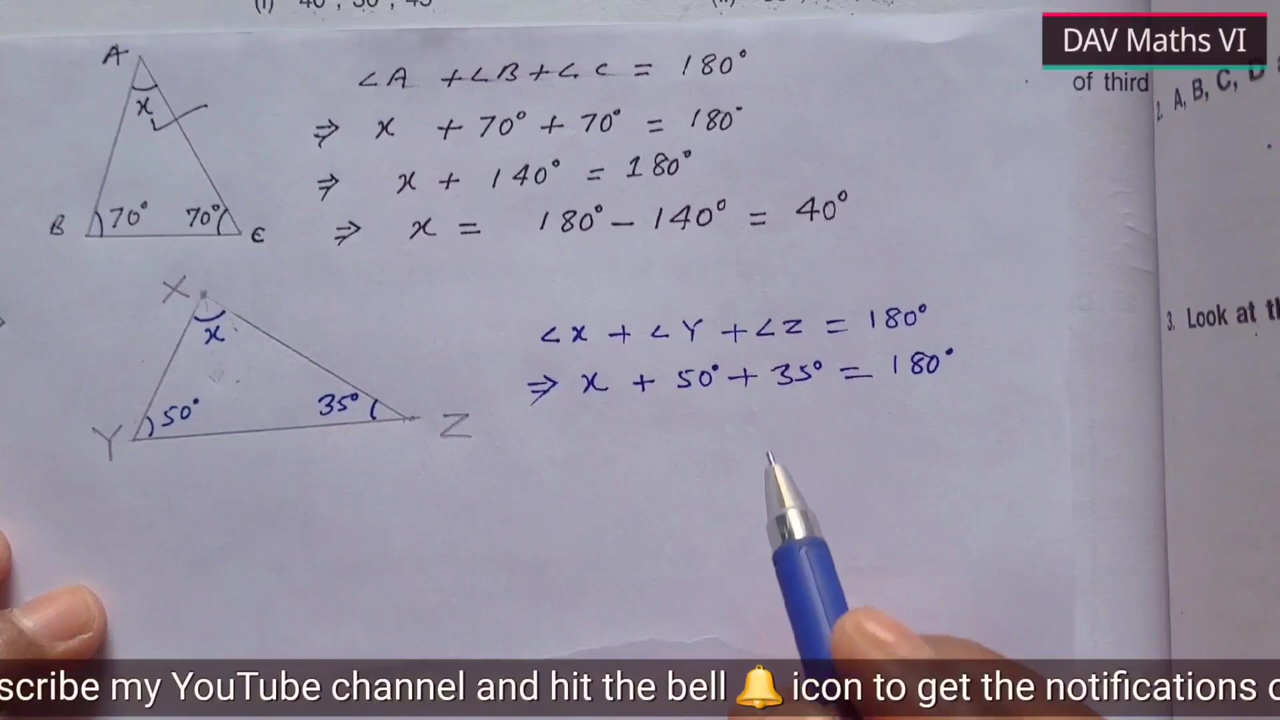 DAV Maths VI
of third
2. A, B, C, D
A
x
B 70° 70° C
∠A + ∠B + ∠C = 180°
⇒ x + 70° + 70° = 180°
⇒ x + 140° = 180°
⇒ x = 180° – 140° = 40°
X
x
50° 35°
Y Z
∠X + ∠Y + ∠Z = 180°
⇒ x + 50° + 35° = 180°
3. Look at th
scribe my YouTube channel and hit the bell 🔔 icon to get the notifications o